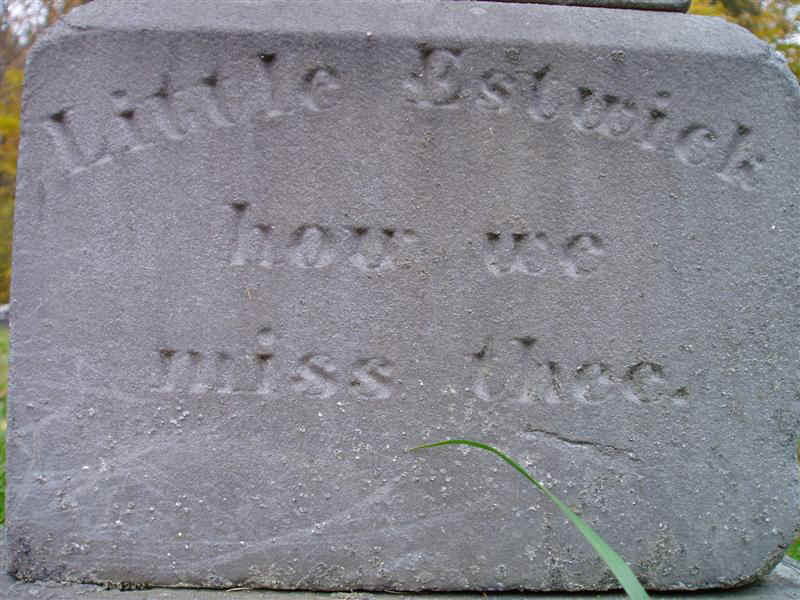 Little Estwick
how we
miss thee.